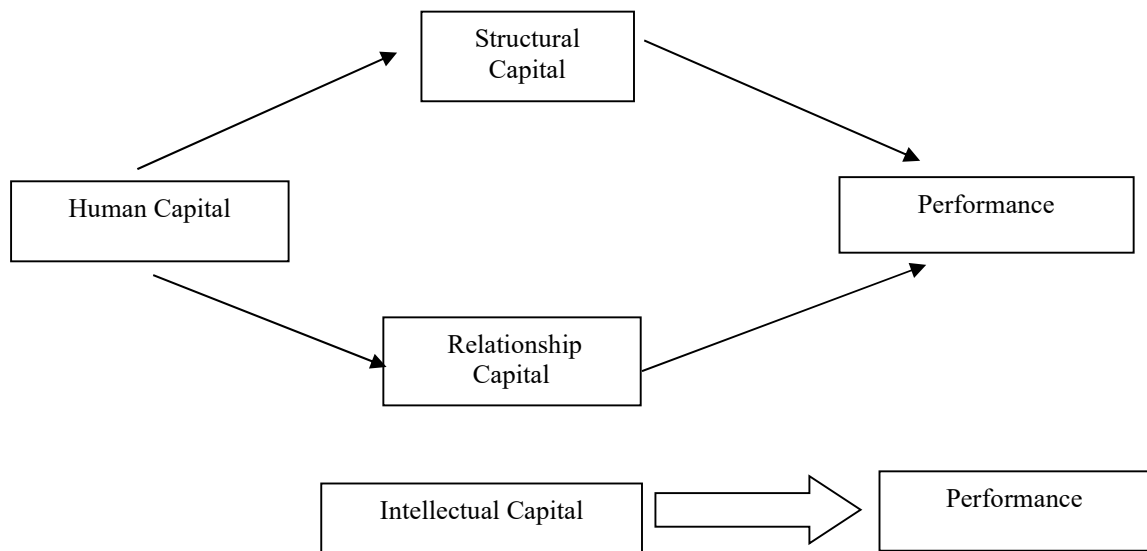 Structural
Capital
Human Capital
Performance
Relationship
Capital
Intellectual Capital
Performance